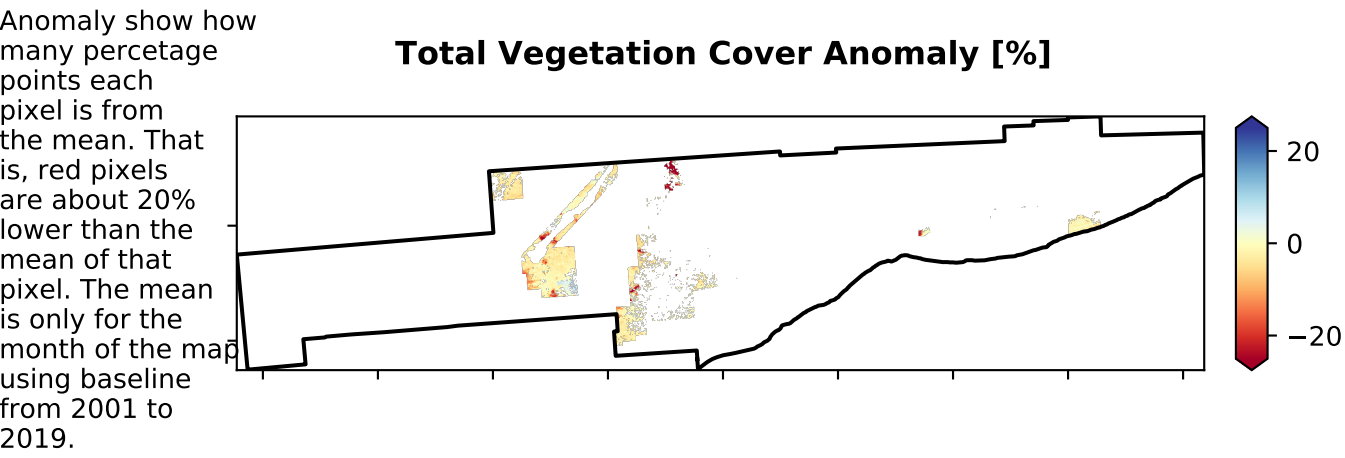 Anomaly show how
many percetage
points each
pixel is from
the mean. That
is, red pixels
are about 20%
lower than the
mean of that
pixel. The mean
is only for the
month of the map
using baseline
from 2001 to
2019.
Total Vegetation Cover Anomaly [%]
20
0
−20